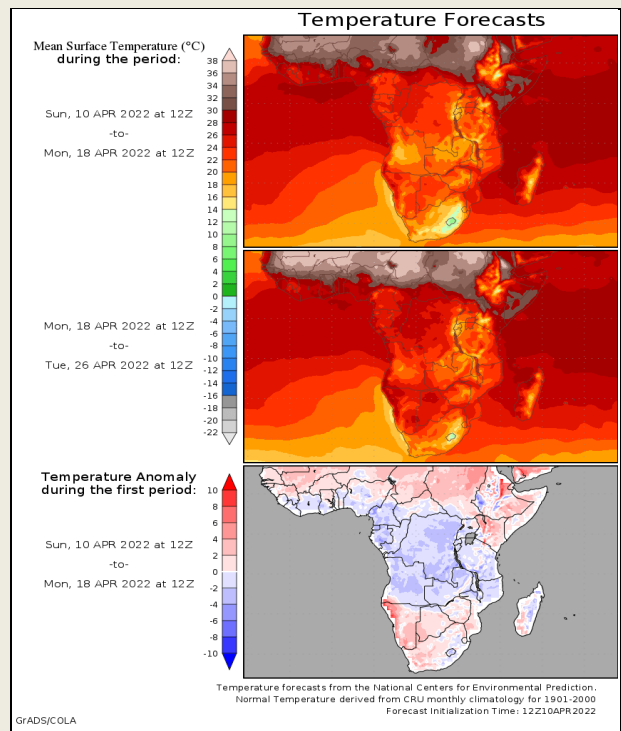 Temperature Forecasts
Mean Surface Temperature (°C)
during the period:
38
36
34
32
30
28
26
24
22
20
18
16
14
12
10
8
6
4
2
0
-2
-4
-6
-8
-10
-12
-14
-16
-18
-20
-22
Sun, 10 APR 2022 at 12Z
-to-
Mon, 18 APR 2022 at 12Z
Mon, 18 APR 2022 at 12Z
-to-
Tue, 26 APR 2022 at 12Z
Temperature Anomaly
during the first period:
10
8
6
4
2
0
-2
-4
-6
-8
-10
Sun, 10 APR 2022 at 12Z
-to-
Mon, 18 APR 2022 at 12Z
Temperature forecasts from the National Centers for Environmental Prediction.
Normal Temperature derived from CRU monthly climatology for 1901-2000
Forecast Initialization Time: 12Z10APR2022
GrADS/COLA